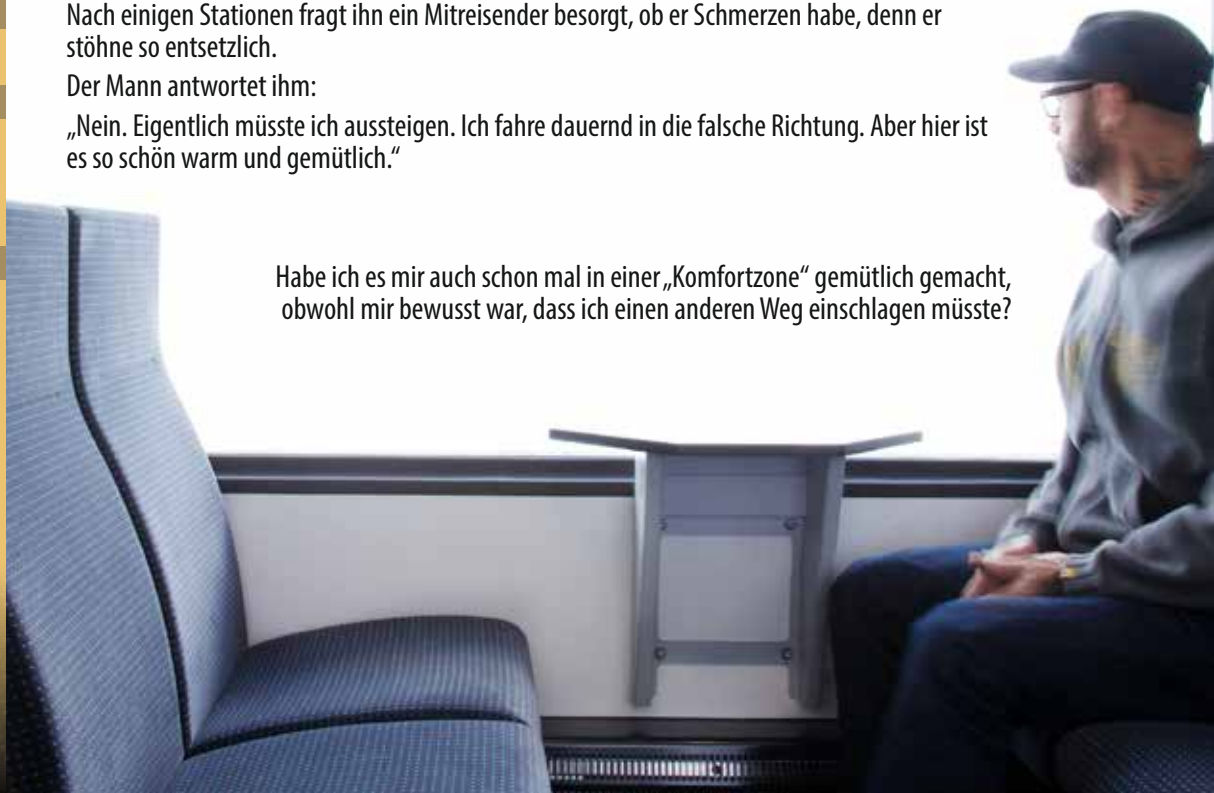 Nach einigen Stationen fragt ihn ein Mitreisender besorgt, ob er Schmerzen habe, denn er
stöhne so entsetzlich.
Der Mann antwortet ihm:
„Nein. Eigentlich müsste ich aussteigen. Ich fahre dauernd in die falsche Richtung. Aber hier ist
es so schön warm und gemütlich.“
Habe ich es mir auch schon mal in einer „Komfortzone“ gemütlich gemacht,
obwohl mir bewusst war, dass ich einen anderen Weg einschlagen müsste?